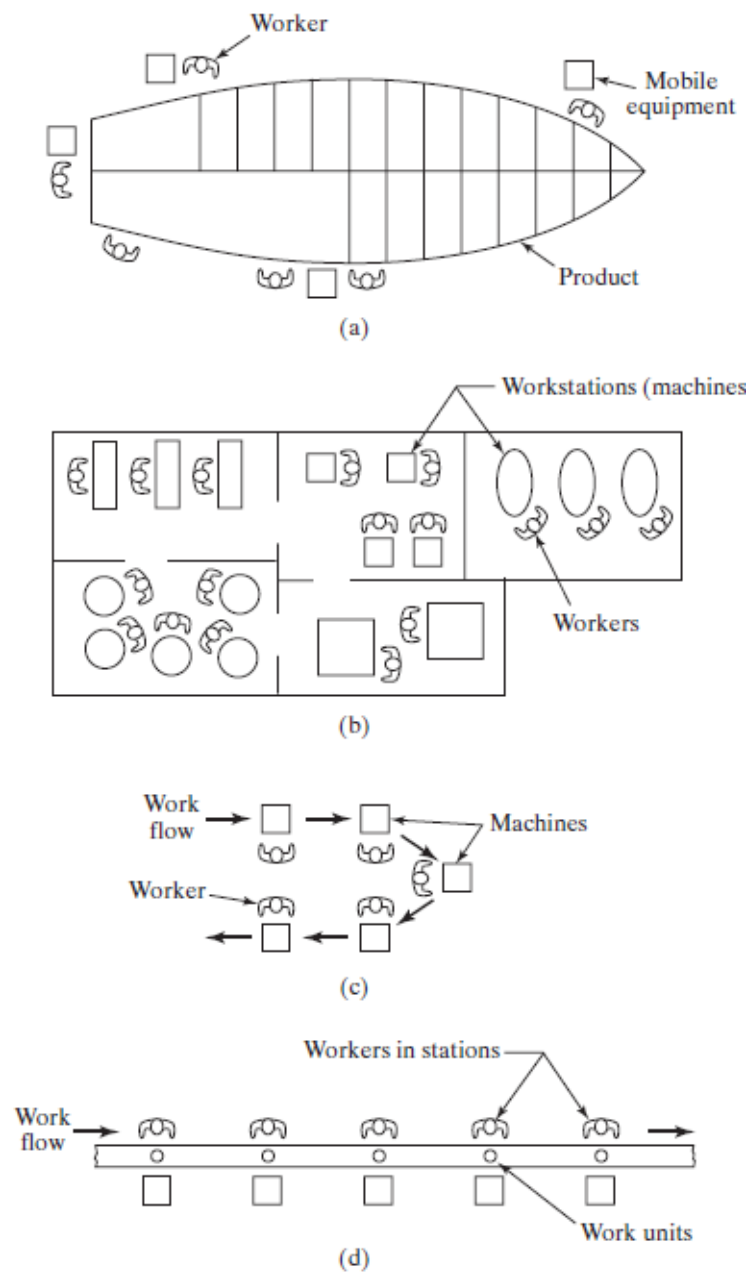 Worker
Mobile
equipment
Product
(a)
Workstations (machines
Workers
(b)
Work
flow
Machines
Worker
(c)
Workers in stations
Work
flow
Work units
(d)